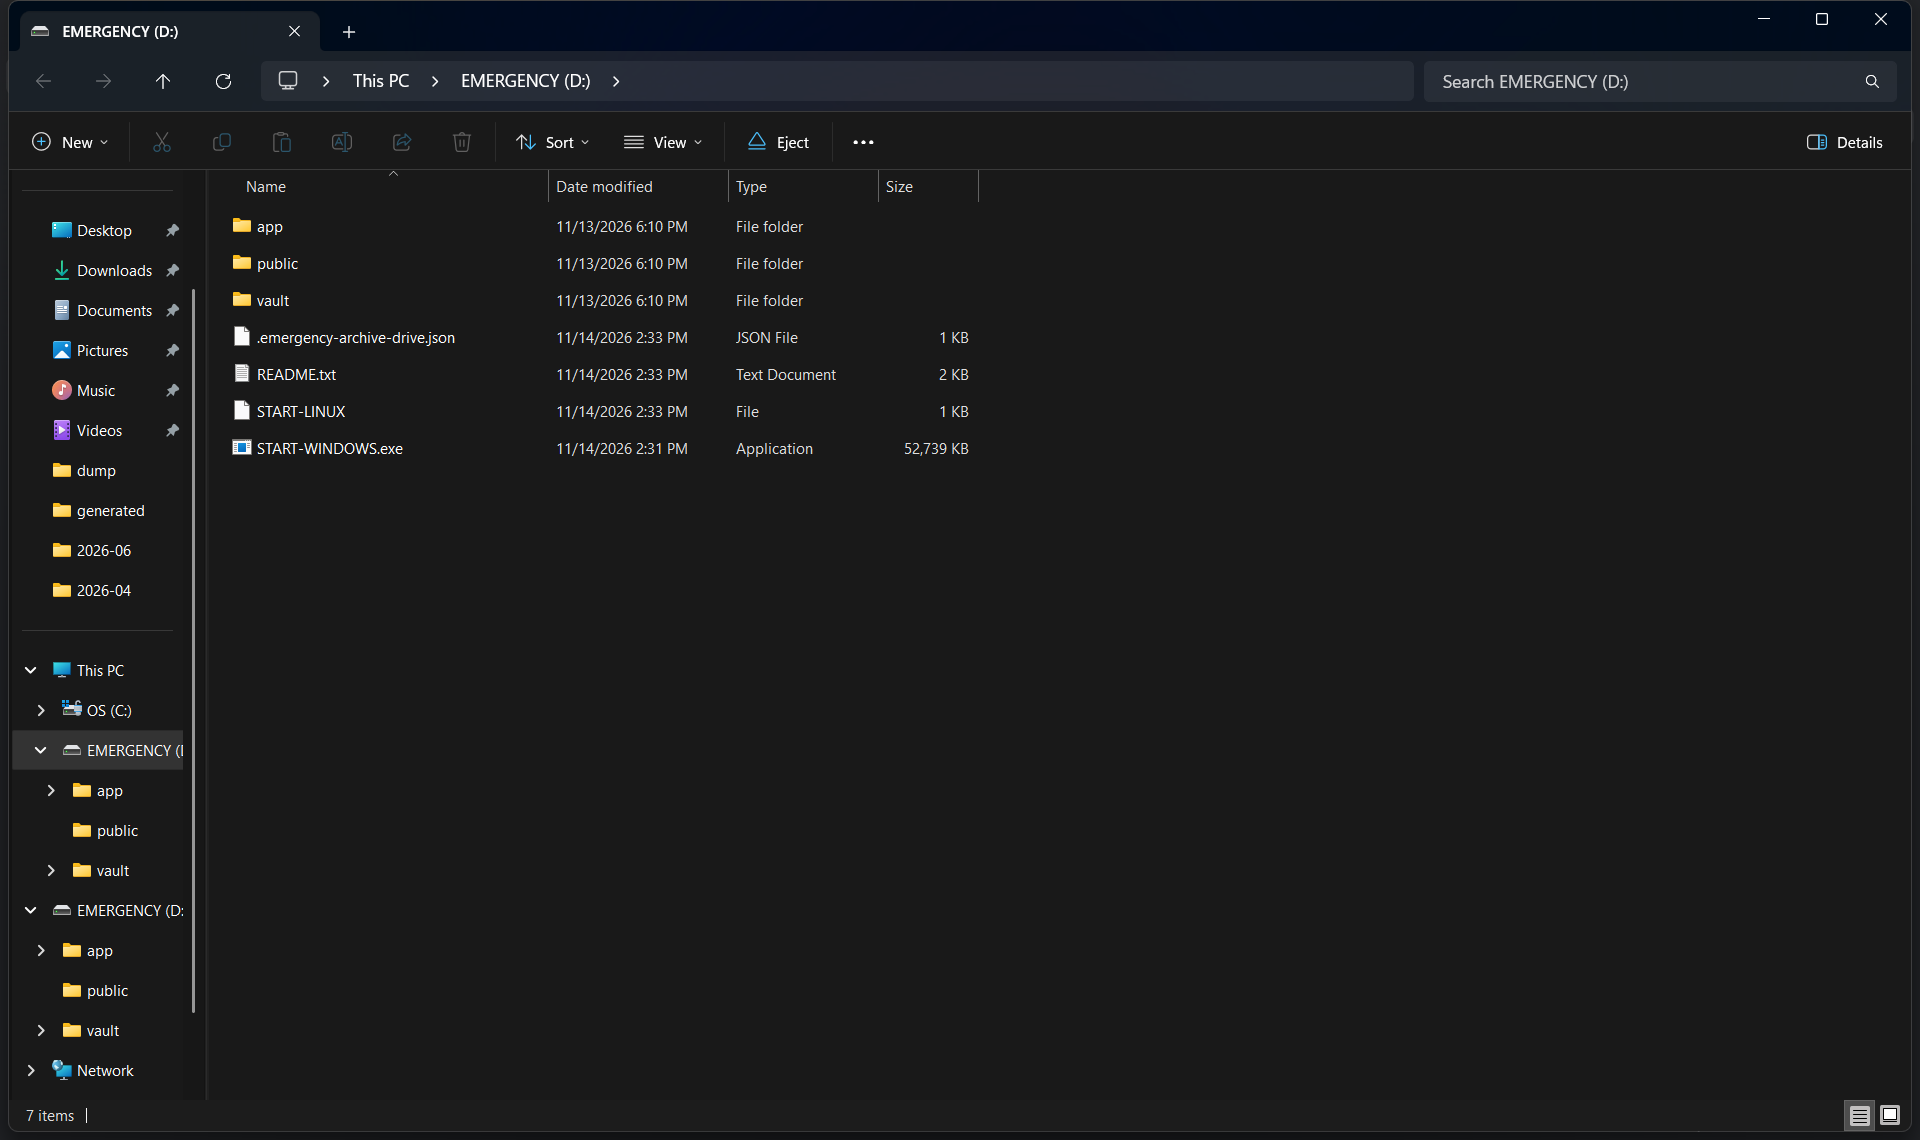 EMERGENCY (D:)
This PC
EMERGENCY (D:)
Search EMERGENCY (D:)
New
Sort
View
Eject
Details
Name
Date modified
Type
Size
app 11/13/2026 6:10 PM File folder
public 11/13/2026 6:10 PM File folder
vault 11/13/2026 6:10 PM File folder
.emergency-archive-drive.json 11/14/2026 2:33 PM JSON File 1 KB
README.txt 11/14/2026 2:33 PM Text Document 2 KB
START-LINUX 11/14/2026 2:33 PM File 1 KB
START-WINDOWS.exe 11/14/2026 2:31 PM Application 52,739 KB
Desktop
Downloads
Documents
Pictures
Music
Videos
dump
generated
2026-06
2026-04
This PC
OS (C:)
EMERGENCY (
app
public
vault
EMERGENCY (D:
app
public
vault
Network
7 items